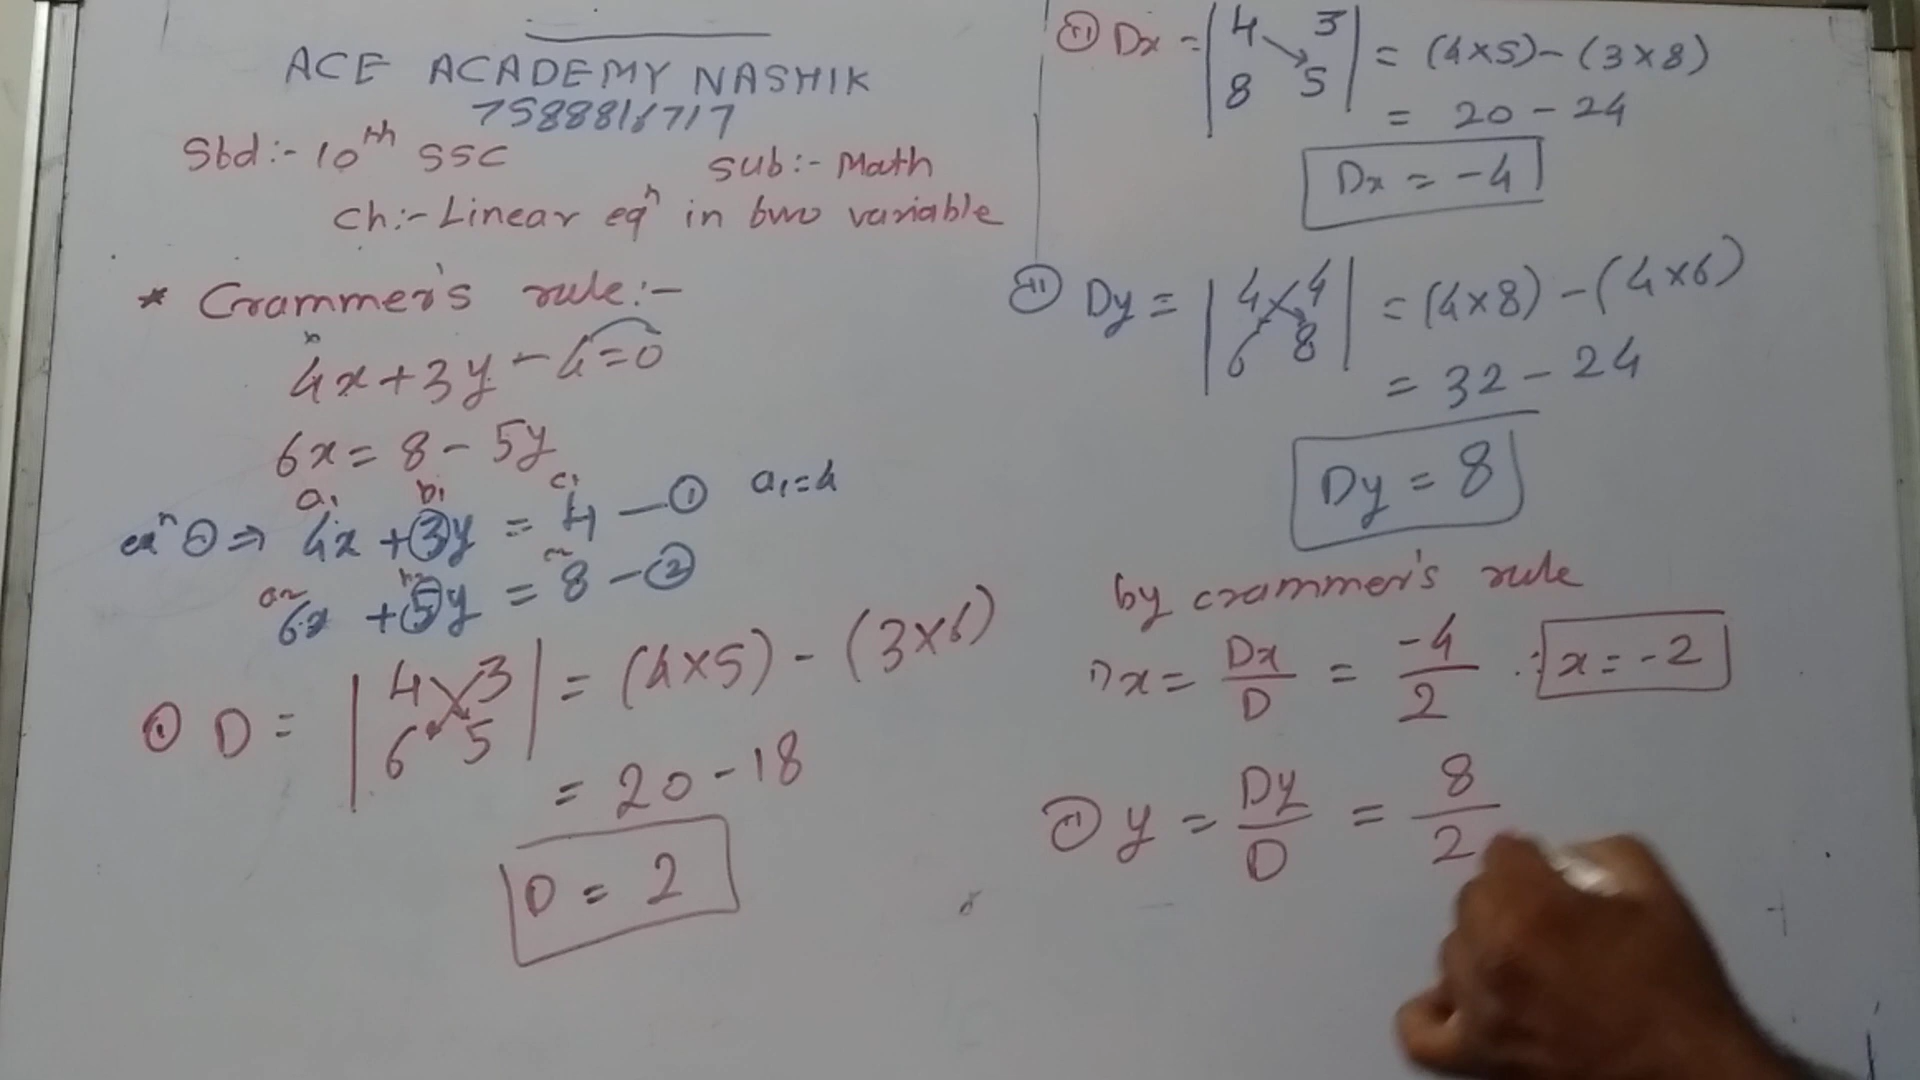 ACE ACADEMY NASHIK
7588816717
Sbd:- 10th SSC sub:- Math
Ch:- Linear eqn in two variable
* Crammer's rule:-
4x + 3y - 4 = 0
6x = 8 - 5y
a1 b1 c1
eqn ① ⇒ 4x + 3y = 4 — ① a1 = 4
a2 b2 c2
6x + 5y = 8 — ②
① D = | 4 3 | = (4×5) - (3×6)
| 6 5 |
= 20 - 18
D = 2
ⅱ Dx = | 4 3 | = (4×5) - (3×8)
| 8 5 |
= 20 - 24
Dx = -4
Dy = | 4 4 | = (4×8) - (4×6)
| 6 8 |
= 32 - 24
Dy = 8
by crammer's rule
x = Dx/D = -4/2 ∴ x = -2
ⅱ y = Dy/D = 8/2